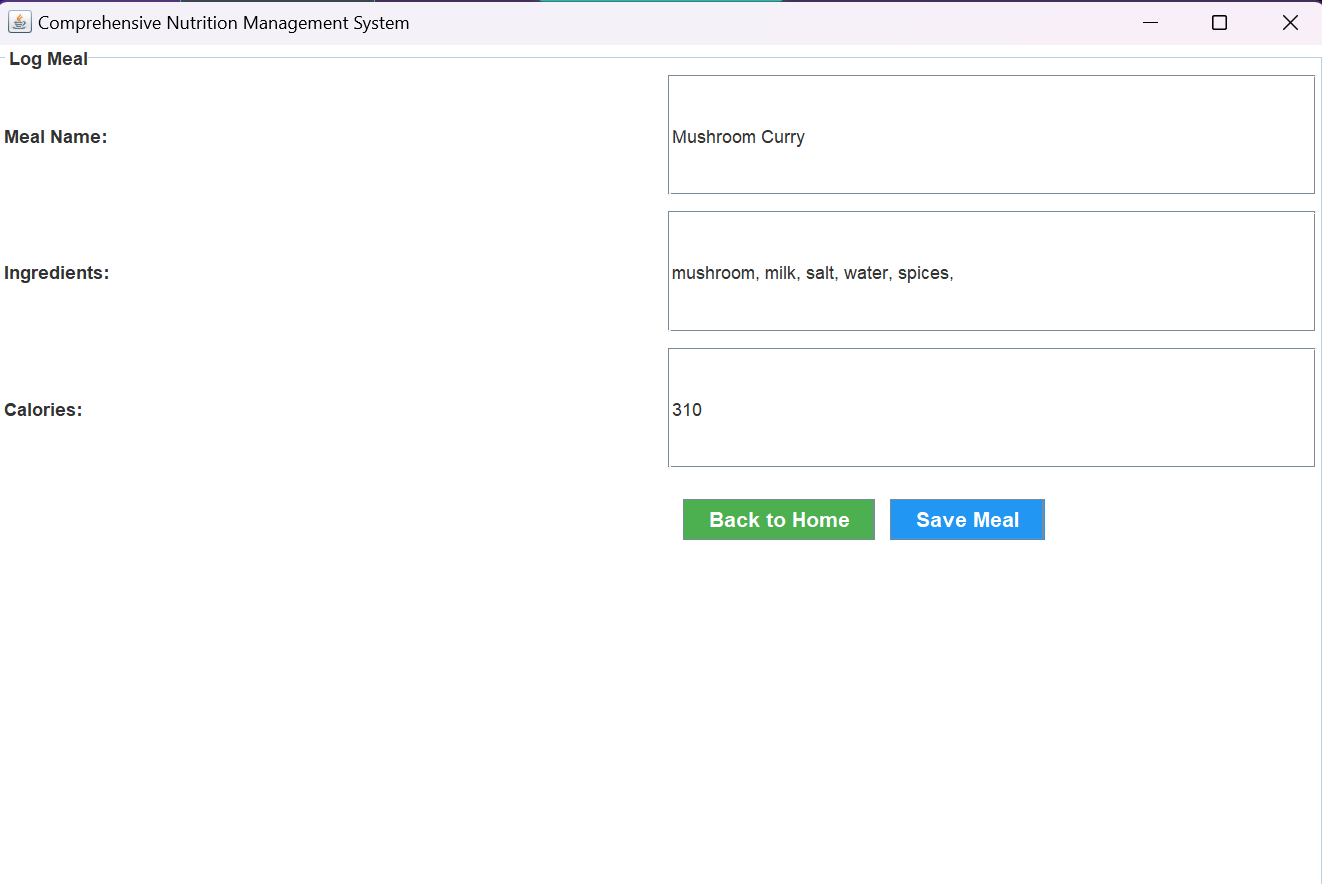 Comprehensive Nutrition Management System
Log Meal
Meal Name:
Mushroom Curry
Ingredients:
mushroom, milk, salt, water, spices,
Calories:
310
Back to Home
Save Meal